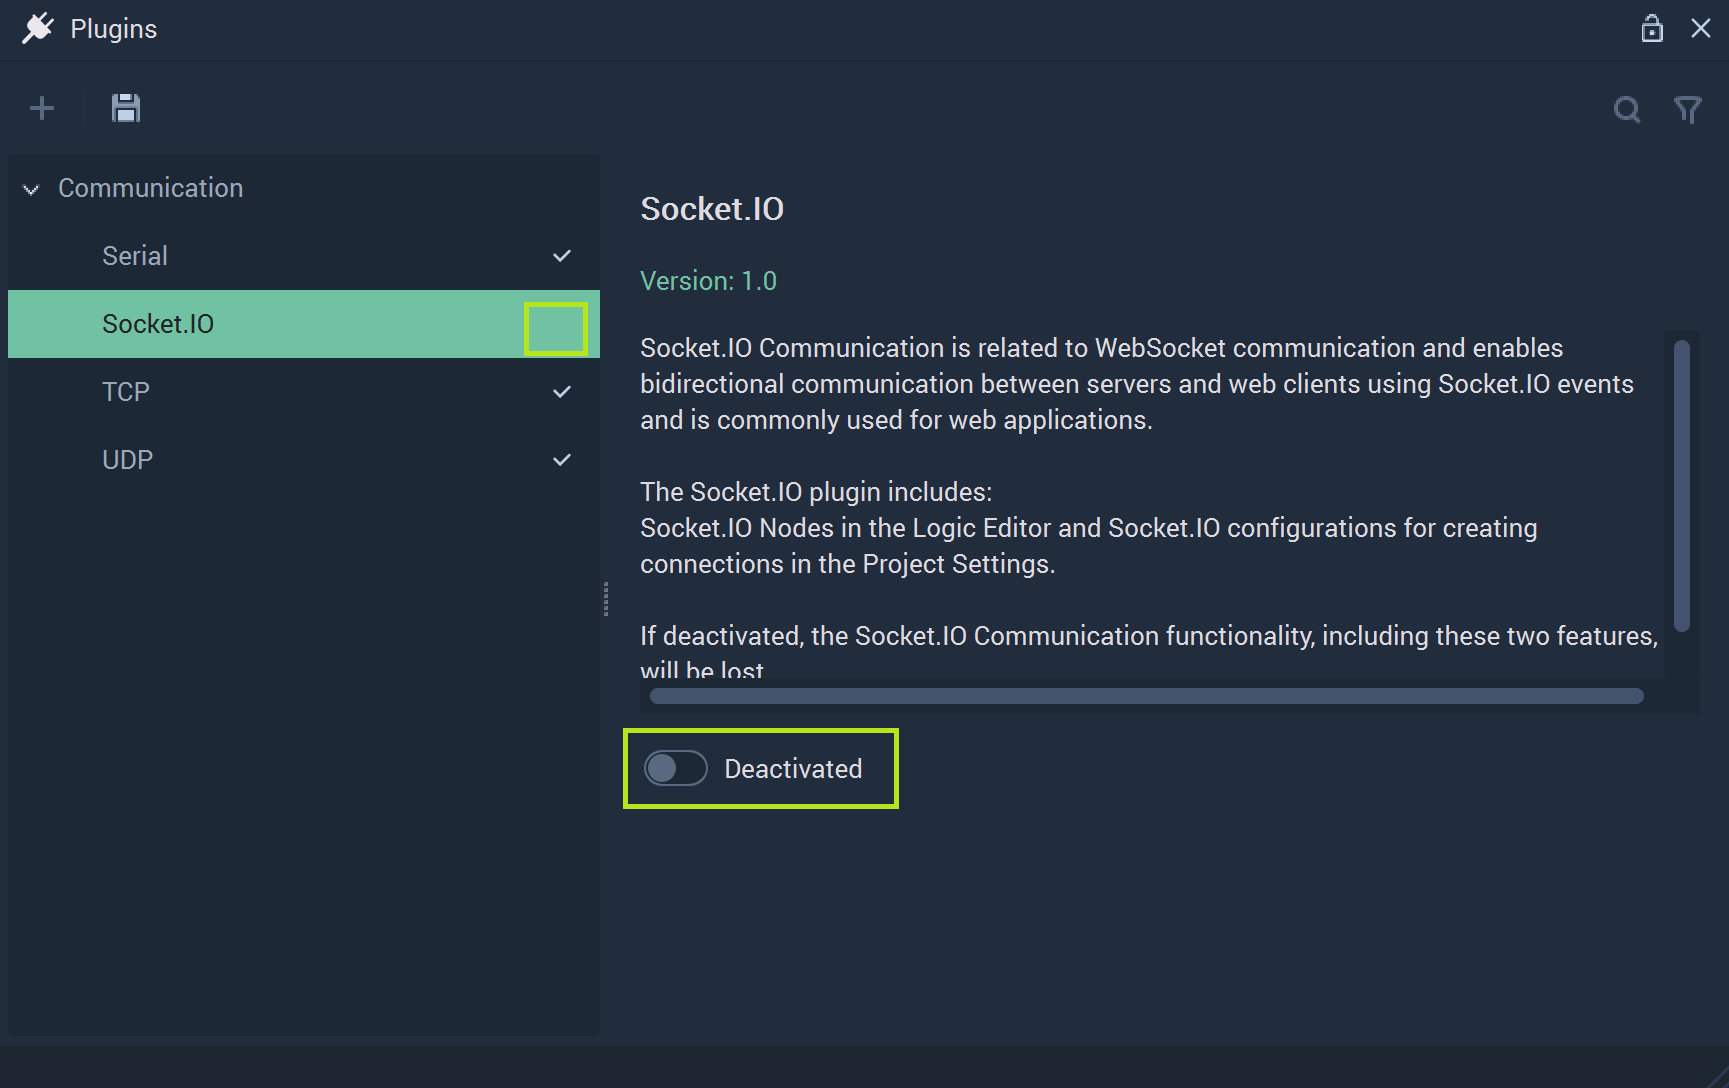 Plugins
Communication
Serial
Socket.IO
TCP
UDP
Socket.IO
Version: 1.0
Socket.IO Communication is related to WebSocket communication and enables
bidirectional communication between servers and web clients using Socket.IO events
and is commonly used for web applications.
The Socket.IO plugin includes:
Socket.IO Nodes in the Logic Editor and Socket.IO configurations for creating
connections in the Project Settings.
If deactivated, the Socket.IO Communication functionality, including these two features,
will be lost
Deactivated